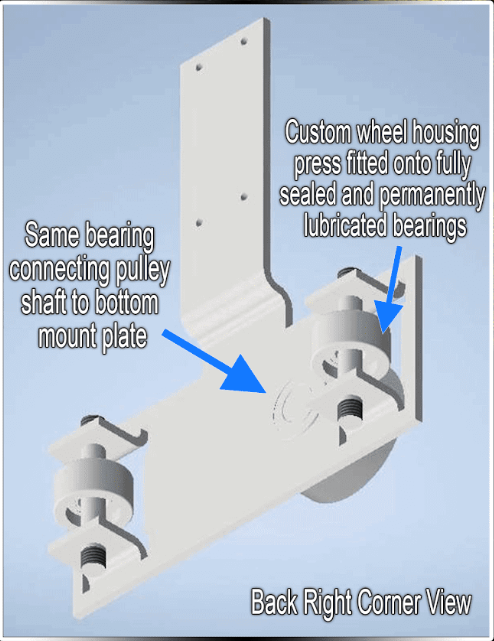 Custom wheel housing
press fitted onto fully
sealed and permanently
lubricated bearings
Same bearing
connecting pulley
shaft to bottom
mount plate
Back Right Corner View